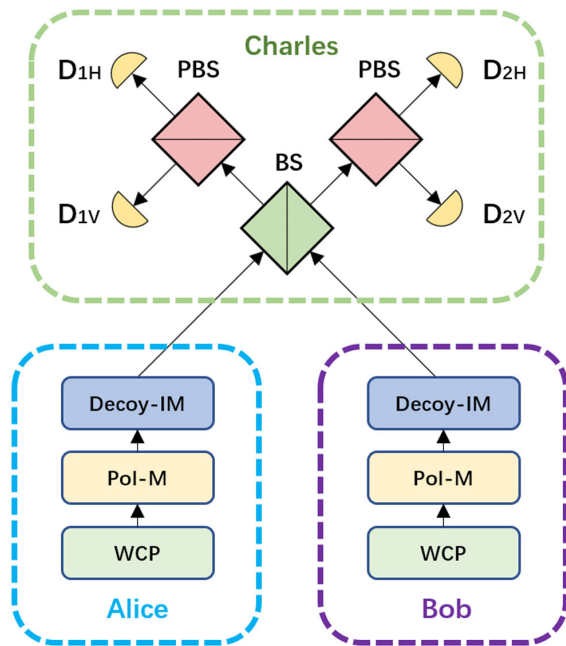 Charles
D1H
PBS
PBS
D2H
BS
D1V
D2V
Decoy-IM
Decoy-IM
Pol-M
Pol-M
WCP
WCP
Alice
Bob